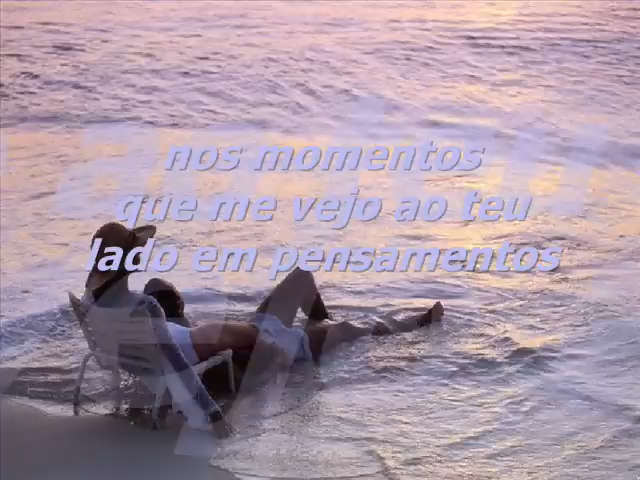 nos momentos
que me vejo ao teu
lado em pensamentos